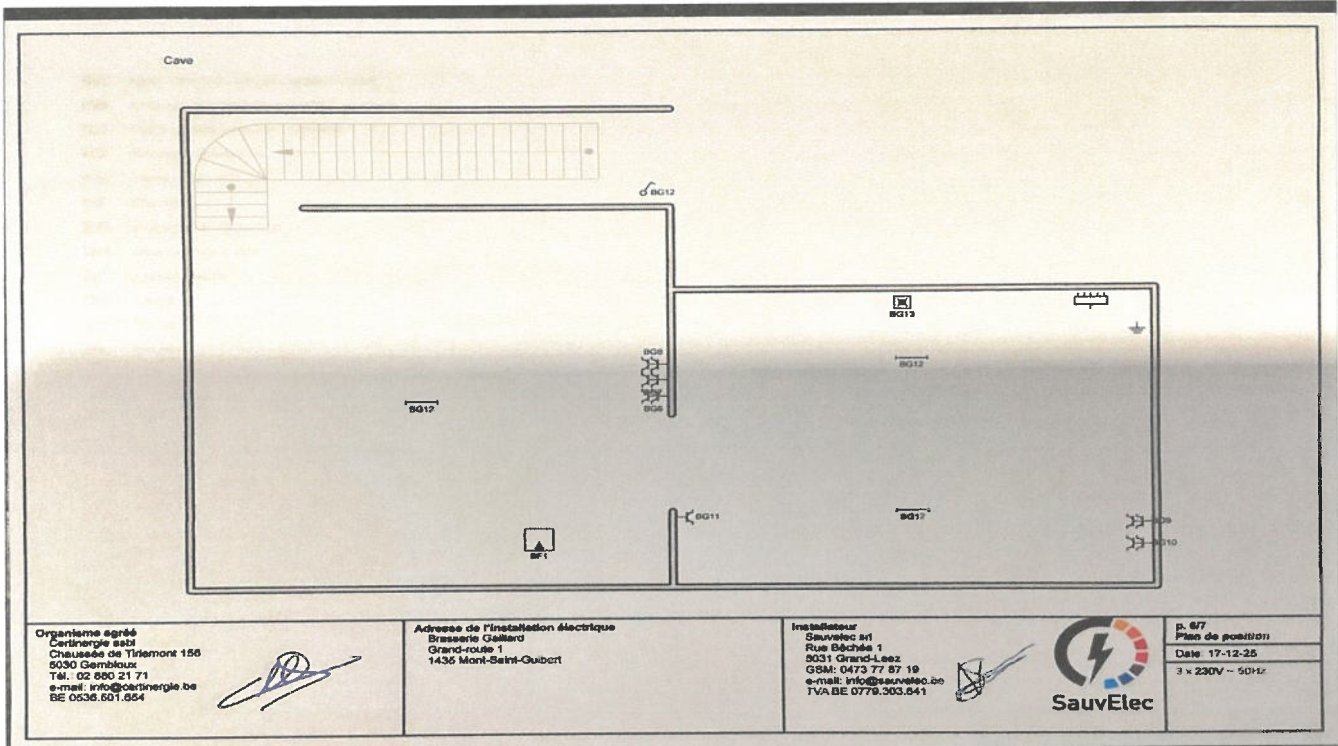 Cave
BG12
BG13
BG8
BG12
BG12
BG8
BG11
BG12
BG9
BG10
BF1
Organisme agréé
Certinergie asbl
Chaussée de Tirlemont 156
5030 Gembloux
Tél.: 02 880 21 71
e-mail: info@certinergie.be
BE 0536.501.654
Adresse de l'installation électrique
Brasserie Gaillard
Grand-route 1
1435 Mont-Saint-Guibert
Installateur
Sauvelec srl
Rue Bêchée 1
5031 Grand-Leez
GSM: 0473 77 87 19
e-mail: info@sauvelec.be
TVA BE 0779.303.841
SauvElec
p. 6/7
Plan de position
Date: 17-12-25
3 x 230V ~ 50Hz